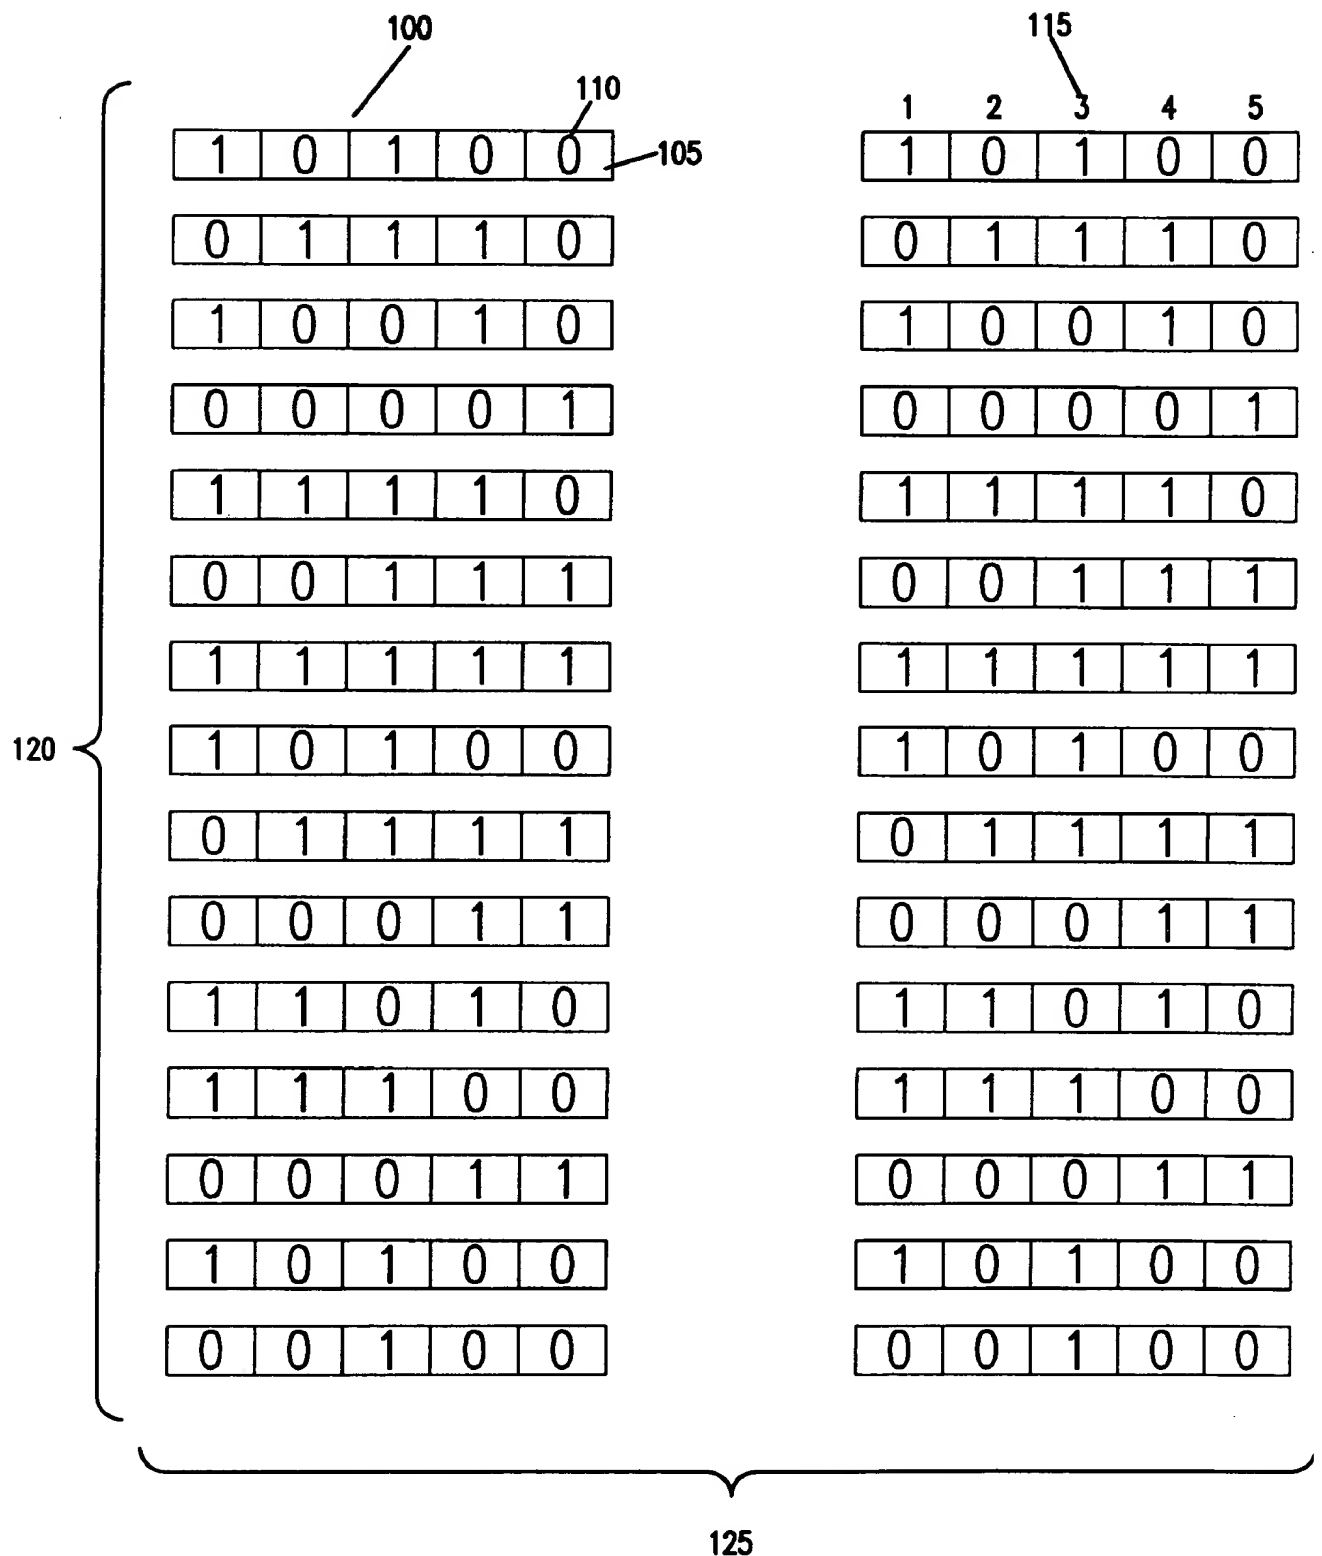 100 115
110
1 2 3 4 5
1 0 1 0 0 105 1 0 1 0 0
0 1 1 1 0 0 1 1 1 0
1 0 0 1 0 1 0 0 1 0
0 0 0 0 1 0 0 0 0 1
1 1 1 1 0 1 1 1 1 0
0 0 1 1 1 0 0 1 1 1
1 1 1 1 1 1 1 1 1 1
120 1 0 1 0 0 1 0 1 0 0
0 1 1 1 1 0 1 1 1 1
0 0 0 1 1 0 0 0 1 1
1 1 0 1 0 1 1 0 1 0
1 1 1 0 0 1 1 1 0 0
0 0 0 1 1 0 0 0 1 1
1 0 1 0 0 1 0 1 0 0
0 0 1 0 0 0 0 1 0 0
125